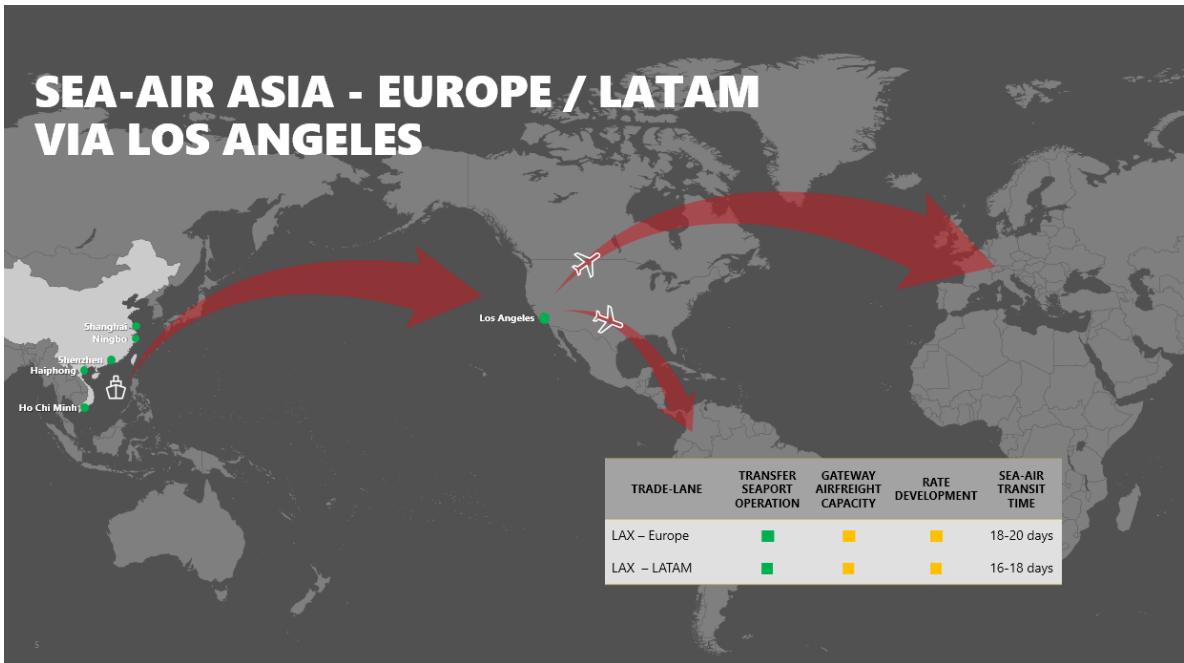 SEA-AIR ASIA - EUROPE / LATAM
VIA LOS ANGELES
Shanghai
Ningbo
Shenzhen
Haiphong
Ho Chi Minh
Los Angeles
TRADE-LANE
TRANSFER
SEAPORT
OPERATION
GATEWAY
AIRFREIGHT
CAPACITY
RATE
DEVELOPMENT
SEA-AIR
TRANSIT
TIME
LAX – Europe
18-20 days
LAX – LATAM
16-18 days
5